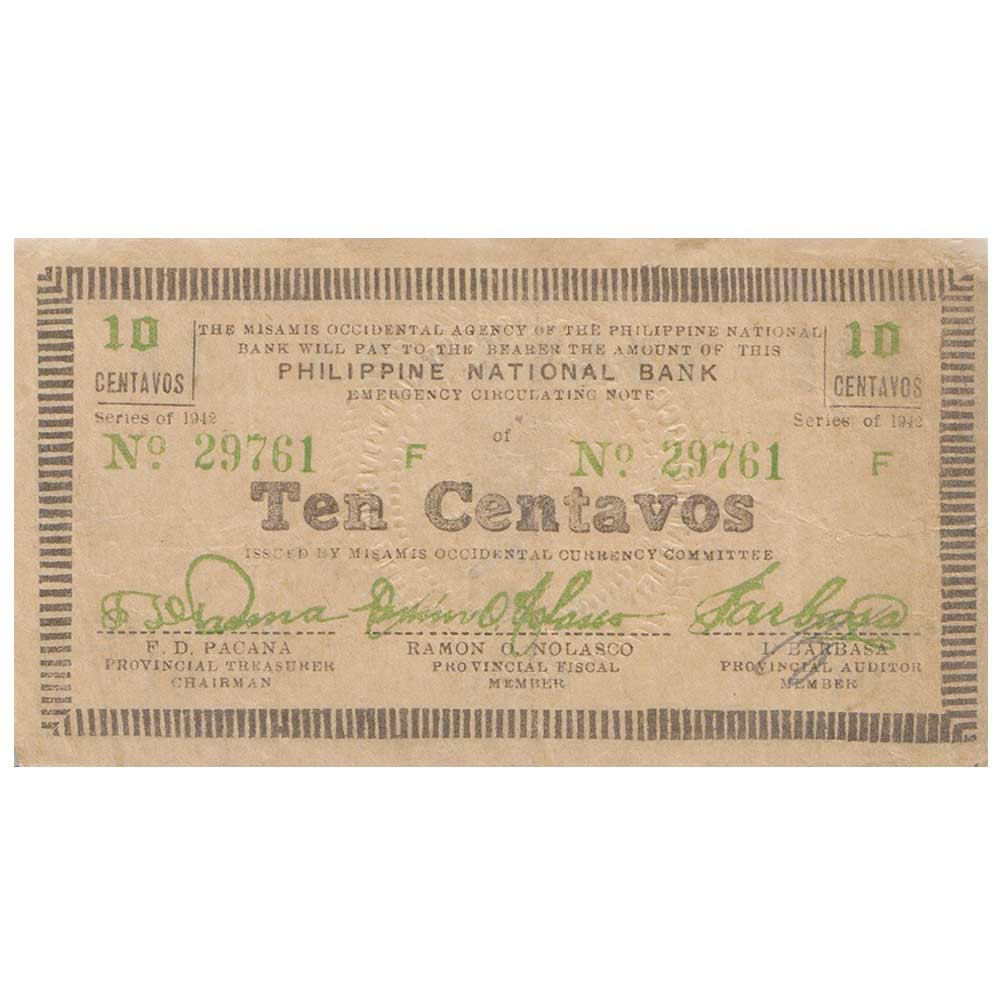 10
CENTAVOS
Series of 1942
THE MISAMIS OCCIDENTAL AGENCY OF THE PHILIPPINE NATIONAL
BANK WILL PAY TO THE BEARER THE AMOUNT OF THIS
PHILIPPINE NATIONAL BANK
EMERGENCY CIRCULATING NOTE
10
CENTAVOS
Series of 1942
of
No 29761 F No 29761 F
Ten Centavos
ISSUED BY MISAMIS OCCIDENTAL CURRENCY COMMITTEE
F. D. PACANA
PROVINCIAL TREASURER
CHAIRMAN
RAMON O. NOLASCO
PROVINCIAL FISCAL
MEMBER
I. BARBASA
PROVINCIAL AUDITOR
MEMBER